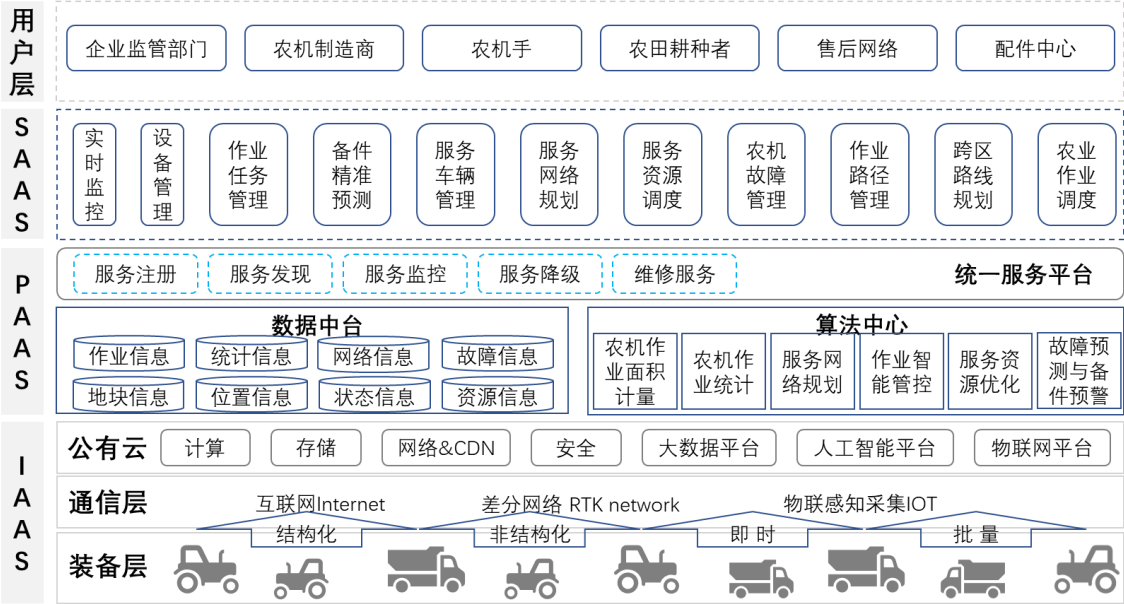 用户层
企业监管部门 农机制造商 农机手 农田耕种者 售后网络 配件中心
SAAS
实时监控
设备管理
作业
任务
管理
备件
精准
预测
服务
车辆
管理
服务
网络
规划
服务
资源
调度
农机
故障
管理
作业
路径
管理
跨区
路线
规划
农业
作业
调度
PAAS
服务注册 服务发现 服务监控 服务降级 维修服务 统一服务平台
数据中台
作业信息 统计信息 网络信息 故障信息
地块信息 位置信息 状态信息 资源信息
算法中心
农机作
业面积
计量
农机作
业统计
服务网
络规划
作业智
能管控
服务资
源优化
故障预
测与备
件预警
IAAS
公有云 计算 存储 网络&CDN 安全 大数据平台 人工智能平台 物联网平台
通信层 互联网Internet 差分网络 RTK network 物联感知采集IOT
结构化 非结构化 即 时 批 量
装备层